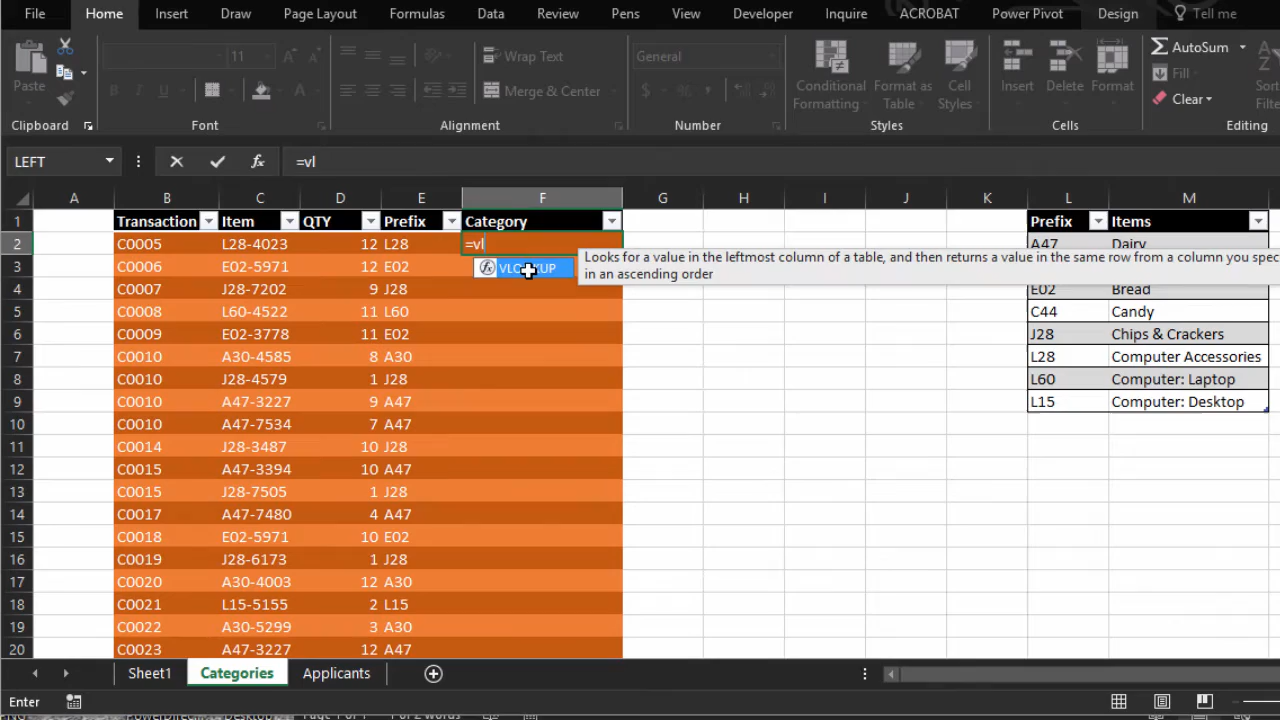 File Home Insert Draw Page Layout Formulas Data Review View Pens Developer Inquire ACROBAT Power Pivot Design Tell me
11 Wrap Text General
Paste Merge & Center Conditional Formatting Format as Table Cell Styles Insert Delete Format AutoSum Fill Clear
Clipboard Font Alignment Number Styles Cells Editing
LEFT =vl
A B C D E F G H I J K L M
1 Transaction Item QTY Prefix Category Prefix Items
2 C0005 L28-4023 12 L28 =vl A47 Dairy
Looks for a value in the leftmost column of a table, and then returns a value in the same row from a column you
in an ascending order
3 C0006 E02-5971 12 E02 VLOOKUP
4 C0007 J28-7202 9 J28 E02 Bread
5 C0008 L60-4522 11 L60 C44 Candy
6 C0009 E02-3778 11 E02 J28 Chips & Crackers
7 C0010 A30-4585 8 A30 L28 Computer Accessories
8 C0010 J28-4579 1 J28 L60 Computer: Laptop
9 C0010 A47-3227 9 A47 L15 Computer: Desktop
10 C0010 A47-7534 7 A47
11 C0014 J28-3487 10 J28
12 C0015 A47-3394 10 A47
13 C0015 J28-7505 1 J28
14 C0017 A47-7480 4 A47
15 C0018 E02-5971 10 E02
16 C0019 J28-6173 1 J28
17 C0020 A30-4003 12 A30
18 C0021 L15-5155 2 L15
19 C0022 A30-5299 3 A30
20 C0023 A47-3227 12 A47
Sheet1 Categories Applicants
Enter